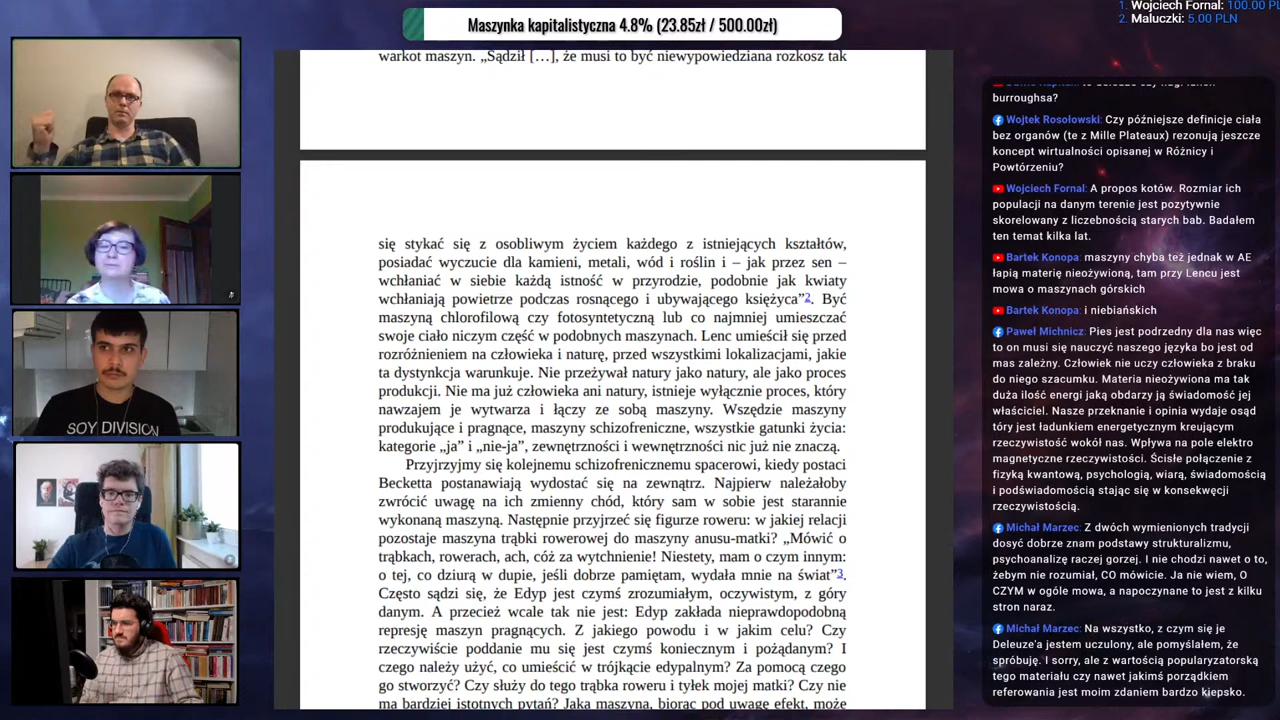 Maszynka kapitalistyczna 4.8% (23.85zł / 500.00zł)
1. Wojciech Fornal: 100.00
2. Maluczki: 5.00 PLN
warkot maszyn. „Sądził […], że musi to być niewypowiedziana rozkosz tak
się stykać się z osobliwym życiem każdego z istniejących kształtów,
posiadać wyczucie dla kamieni, metali, wód i roślin i – jak przez sen –
wchłaniać w siebie każdą istność w przyrodzie, podobnie jak kwiaty
wchłaniają powietrze podczas rosnącego i ubywającego księżyca”2. Być
maszyną chlorofilową czy fotosyntetyczną lub co najmniej umieszczać
swoje ciało niczym część w podobnych maszynach. Lenc umieścił się przed
rozróżnieniem na człowieka i naturę, przed wszystkimi lokalizacjami, jakie
ta dystynkcja warunkuje. Nie przeżywał natury jako natury, ale jako proces
produkcji. Nie ma już człowieka ani natury, istnieje wyłącznie proces, który
nawzajem je wytwarza i łączy ze sobą maszyny. Wszędzie maszyny
produkujące i pragnące, maszyny schizofreniczne, wszystkie gatunki życia:
kategorie „ja” i „nie-ja”, zewnętrzności i wewnętrzności nic już nie znaczą.
Przyjrzyjmy się kolejnemu schizofrenicznemu spacerowi, kiedy postaci
Becketta postanawiają wydostać się na zewnątrz. Najpierw należałoby
zwrócić uwagę na ich zmienny chód, który sam w sobie jest starannie
wykonaną maszyną. Następnie przyjrzeć się figurze roweru: w jakiej relacji
pozostaje maszyna trąbki rowerowej do maszyny anusu-matki? „Mówić o
trąbkach, rowerach, ach, cóż za wytchnienie! Niestety, mam o czym innym:
o tej, co dziurą w dupie, jeśli dobrze pamiętam, wydała mnie na świat”3.
Często sądzi się, że Edyp jest czymś zrozumiałym, oczywistym, z góry
danym. A przecież wcale tak nie jest: Edyp zakłada nieprawdopodobną
represję maszyn pragnących. Z jakiego powodu i w jakim celu? Czy
rzeczywiście poddanie mu się jest czymś koniecznym i pożądanym? I
czego należy użyć, co umieścić w trójkącie edypalnym? Za pomocą czego
go stworzyć? Czy służy do tego trąbka roweru i tyłek mojej matki? Czy nie
ma bardziej istotnych pytań? Jaka maszyna, biorąc pod uwagę efekt, może
SOY DIVISION
burroughsa?
Wojtek Rosołowski: Czy późniejsze definicje ciała
bez organów (te z Mille Plateaux) rezonują jeszcze
koncept wirtualności opisanej w Różnicy i
Powtórzeniu?
Wojciech Fornal: A propos kotów. Rozmiar ich
populacji na danym terenie jest pozytywnie
skorelowany z liczebnością starych bab. Badałem
ten temat kilka lat.
Bartek Konopa: maszyny chyba też jednak w AE
łapią materię nieożywioną, tam przy Lencu jest
mowa o maszynach górskich
Bartek Konopa: i niebiańskich
Paweł Michnicz: Pies jest podrzędny dla nas więc
to on musi się nauczyć naszego języka bo jest od
mas zależny. Człowiek nie uczy człowieka z braku
do niego szacumku. Materia nieożywiona ma tak
duża ilość energi jaką obdarzy ją świadomość jej
właściciel. Nasze przeknanie i opinia wydaje osąd
tóry jest ładunkiem energetycznym kreującym
rzeczywistość wokół nas. Wpływa na pole elektro
magnetyczne rzeczywistości. Ścisłe połączenie z
fizyką kwantową, psychologią, wiarą, świadomością
i podświadomością stając się w konsekwęcji
rzeczywistością.
Michał Marzec: Z dwóch wymienionych tradycji
dosyć dobrze znam podstawy strukturalizmu,
psychoanalizy raczej gorzej. I nie chodzi nawet o to,
żebym nie rozumiał, CO mówicie. Ja nie wiem, O
CZYM w ogóle mowa, a napoczynane to jest z kilku
stron naraz.
Michał Marzec: Na wszystko, z czym się je
Deleuze'a jestem uczulony, ale pomyślałem, że
spróbuję. I sorry, ale z wartością popularyzatorską
tego materiału czy nawet jakimś porządkiem
referowania jest moim zdaniem bardzo kiepsko.